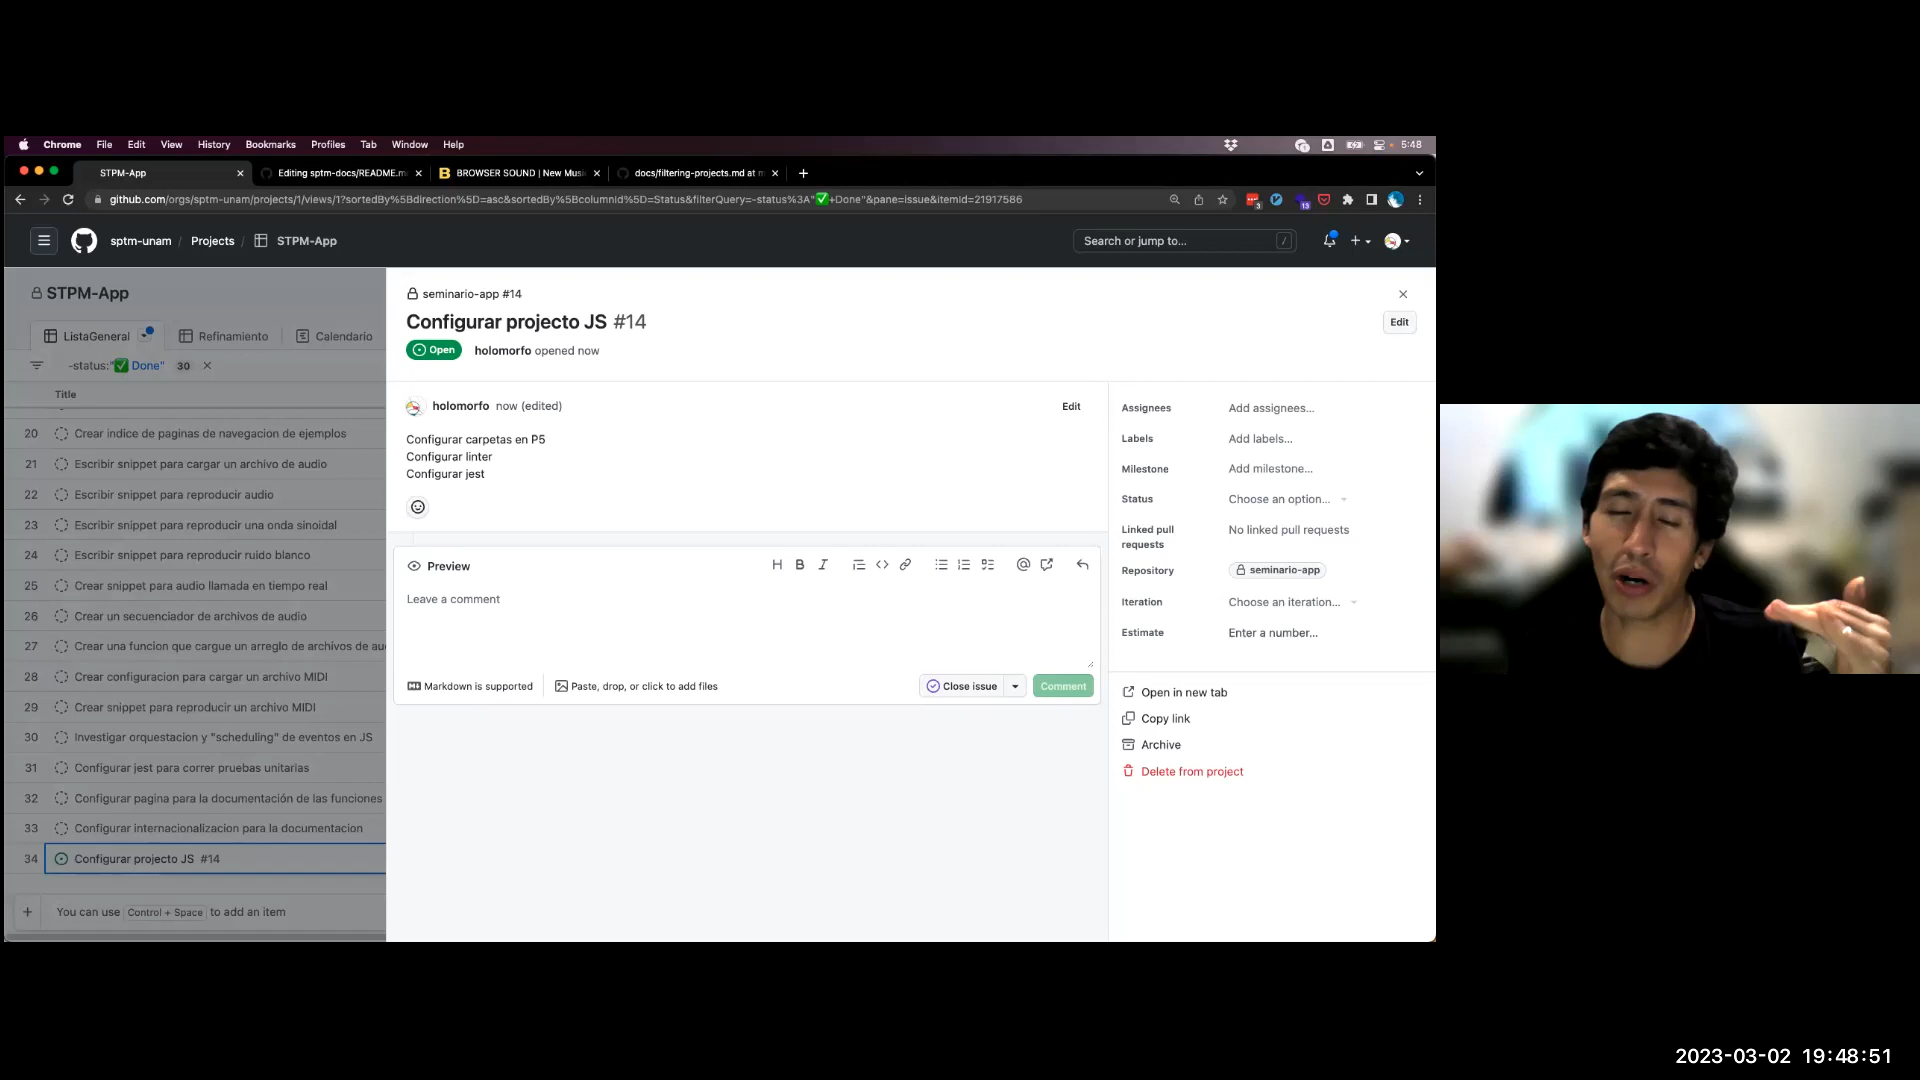 Chrome File Edit View History Bookmarks Profiles Tab Window Help 5:48
STPM-App
Editing sptm-docs/README.m
BROWSER SOUND | New Musi
docs/filtering-projects.md at m
github.com/orgs/sptm-unam/projects/1/views/1?sortedBy%5Bdirection%5D=asc&sortedBy%5BcolumnId%5D=Status&filterQuery=-status%3A"✅+Done"&pane=issue&itemId=21917586
3
13
sptm-unam / Projects / STPM-App
Search or jump to... /
STPM-App
ListaGeneral
Refinamiento
Calendario
-status:"✅ Done" 30
Title
20 Crear indice de paginas de navegacion de ejemplos
21 Escribir snippet para cargar un archivo de audio
22 Escribir snippet para reproducir audio
23 Escribir snippet para reproducir una onda sinoidal
24 Escribir snippet para reproducir ruido blanco
25 Crear snippet para audio llamada en tiempo real
26 Crear un secuenciador de archivos de audio
27 Crear una funcion que cargue un arreglo de archivos de au
28 Crear configuracion para cargar un archivo MIDI
29 Crear snippet para reproducir un archivo MIDI
30 Investigar orquestacion y "scheduling" de eventos en JS
31 Configurar jest para correr pruebas unitarias
32 Configurar pagina para la documentación de las funciones
33 Configurar internacionalizacion para la documentacion
34 Configurar projecto JS #14
You can use Control + Space to add an item
seminario-app #14
Configurar projecto JS #14
Edit
Open
holomorfo opened now
holomorfo now (edited)
Edit
Configurar carpetas en P5
Configurar linter
Configurar jest
Preview
Leave a comment
Markdown is supported
Paste, drop, or click to add files
Close issue
Comment
Assignees Add assignees...
Labels Add labels...
Milestone Add milestone...
Status Choose an option...
Linked pull requests No linked pull requests
Repository seminario-app
Iteration Choose an iteration...
Estimate Enter a number...
Open in new tab
Copy link
Archive
Delete from project
2023-03-02 19:48:51